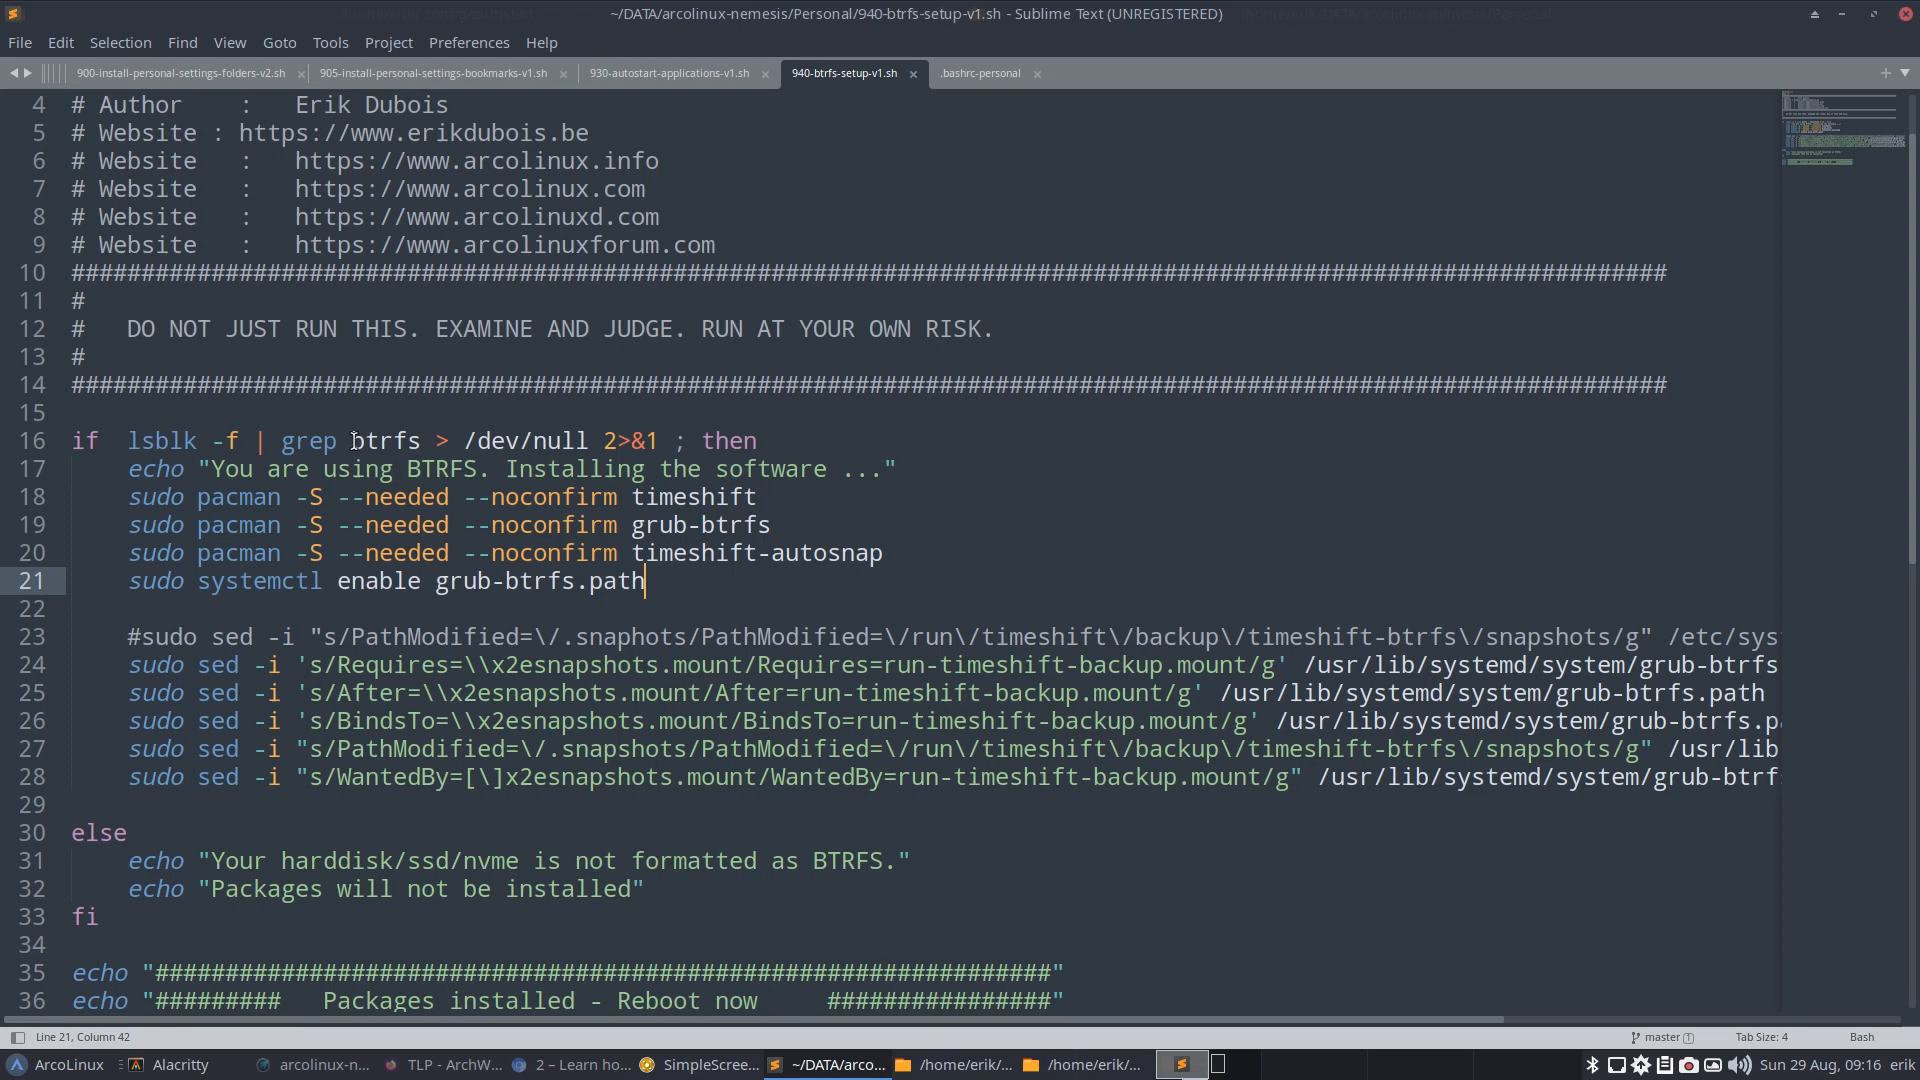 ~/DATA/arcolinux-nemesis/Personal/940-btrfs-setup-v1.sh - Sublime Text (UNREGISTERED)
File Edit Selection Find View Goto Tools Project Preferences Help
900-install-personal-settings-folders-v2.sh 905-install-personal-settings-bookmarks-v1.sh 930-autostart-applications-v1.sh 940-btrfs-setup-v1.sh .bashrc-personal
4 # Author    :   Erik Dubois
5 # Website : https://www.erikdubois.be
6 # Website   :   https://www.arcolinux.info
7 # Website   :   https://www.arcolinux.com
8 # Website   :   https://www.arcolinuxd.com
9 # Website   :   https://www.arcolinuxforum.com
10 ##################################################################################################################
11 #
12 #   DO NOT JUST RUN THIS. EXAMINE AND JUDGE. RUN AT YOUR OWN RISK.
13 #
14 ##################################################################################################################
15
16 if  lsblk -f | grep btrfs > /dev/null 2>&1 ; then
17     echo "You are using BTRFS. Installing the software ..."
18     sudo pacman -S --needed --noconfirm timeshift
19     sudo pacman -S --needed --noconfirm grub-btrfs
20     sudo pacman -S --needed --noconfirm timeshift-autosnap
21     sudo systemctl enable grub-btrfs.path
22
23     #sudo sed -i "s/PathModified=\/.snaphots/PathModified=\/run\/timeshift\/backup\/timeshift-btrfs\/snapshots/g" /etc/sys
24     sudo sed -i 's/Requires=\\x2esnapshots.mount/Requires=run-timeshift-backup.mount/g' /usr/lib/systemd/system/grub-btrfs
25     sudo sed -i 's/After=\\x2esnapshots.mount/After=run-timeshift-backup.mount/g' /usr/lib/systemd/system/grub-btrfs.path
26     sudo sed -i 's/BindsTo=\\x2esnapshots.mount/BindsTo=run-timeshift-backup.mount/g' /usr/lib/systemd/system/grub-btrfs.pa
27     sudo sed -i "s/PathModified=\/.snapshots/PathModified=\/run\/timeshift\/backup\/timeshift-btrfs\/snapshots/g" /usr/lib
28     sudo sed -i "s/WantedBy=[\]x2esnapshots.mount/WantedBy=run-timeshift-backup.mount/g" /usr/lib/systemd/system/grub-btrf
29
30 else
31     echo "Your harddisk/ssd/nvme is not formatted as BTRFS."
32     echo "Packages will not be installed"
33 fi
34
35 echo "################################################################"
36 echo "#########   Packages installed - Reboot now     ################"
Line 21, Column 42 master 1 Tab Size: 4 Bash
ArcoLinux Alacritty arcolinux-n... TLP - ArchW... 2 – Learn ho... SimpleScree... ~/DATA/arco... /home/erik/... /home/erik/... Sun 29 Aug, 09:16 erik